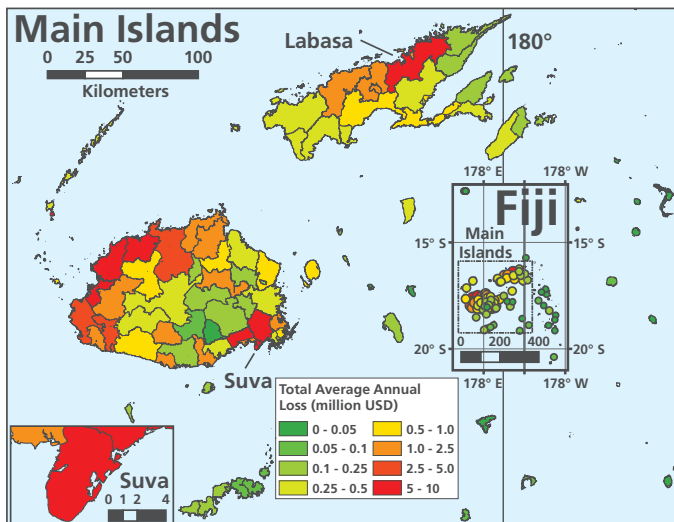 Main Islands
0 25 50 100
Kilometers
Labasa
180°
178° E 178° W
Fiji
Main
Islands
15° S
0 200 400
20° S
178° E 178° W
Suva
Total Average Annual
Loss (million USD)
0 - 0.05 0.5 - 1.0
0.05 - 0.1 1.0 - 2.5
0.1 - 0.25 2.5 - 5.0
0.25 - 0.5 5 - 10
Suva
0 1 2 4